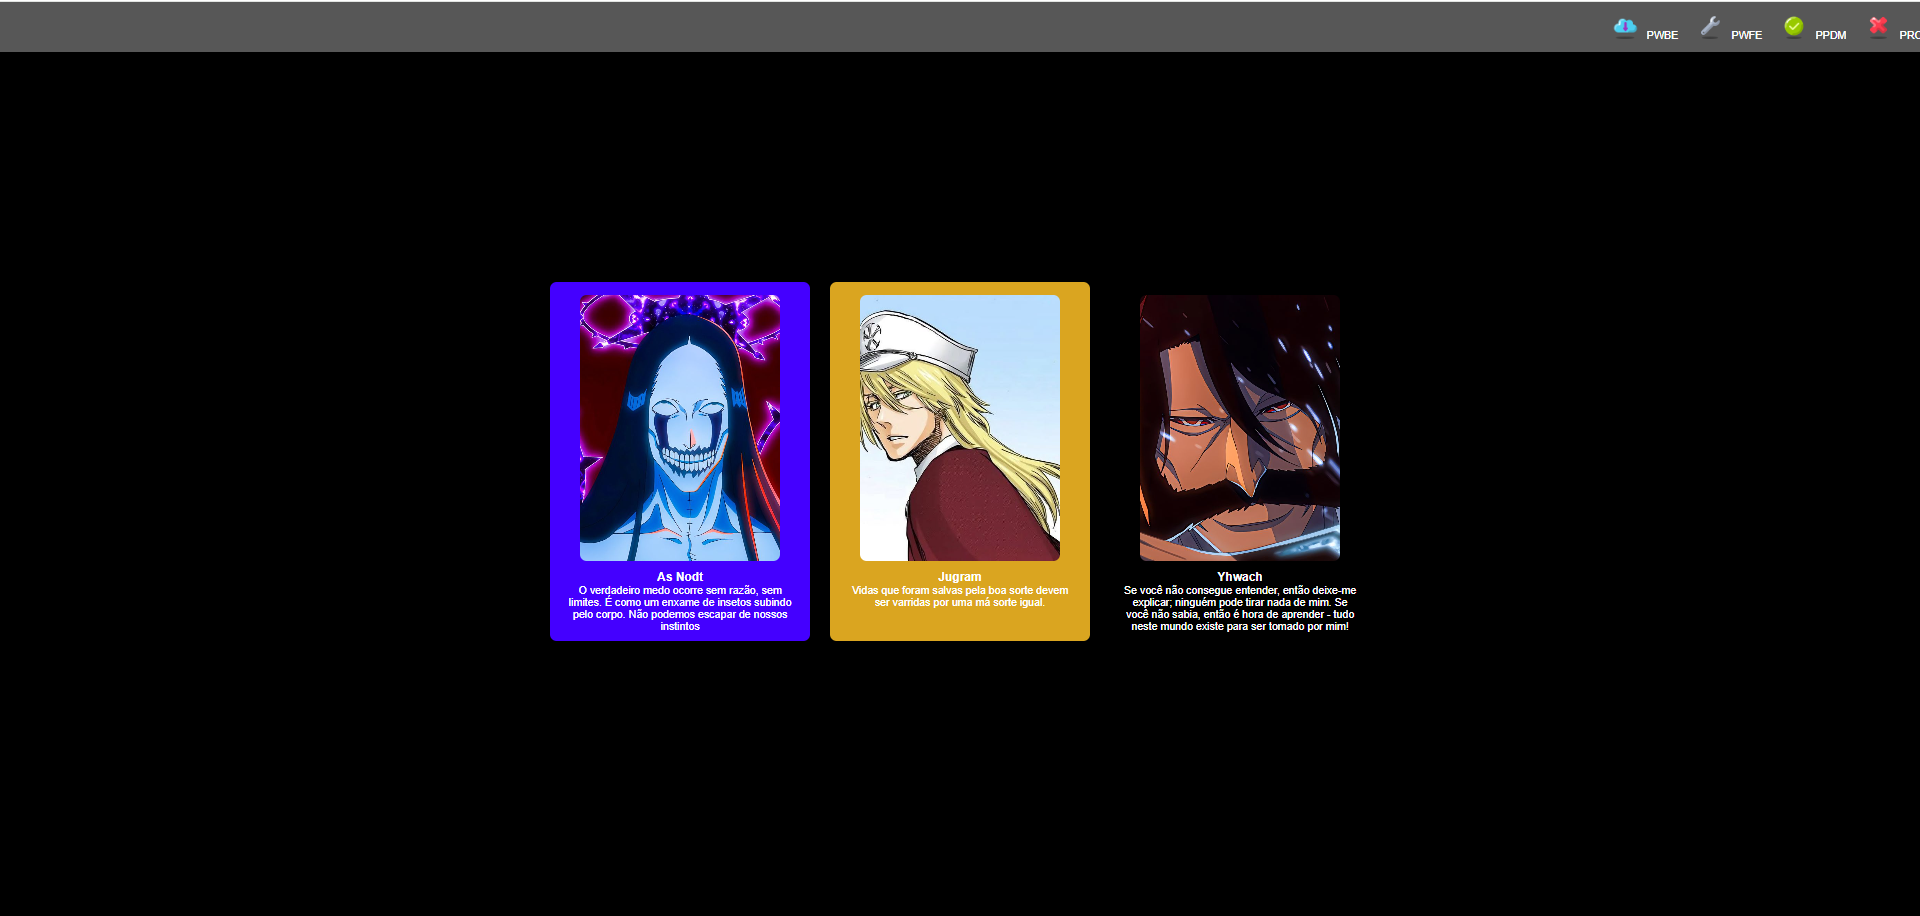 PWBE PWFE PPDM PRO
As Nodt
O verdadeiro medo ocorre sem razão, sem
limites. É como um enxame de insetos subindo
pelo corpo. Não podemos escapar de nossos
instintos
Jugram
Vidas que foram salvas pela boa sorte devem
ser varridas por uma má sorte igual.
Yhwach
Se você não consegue entender, então deixe-me
explicar; ninguém pode tirar nada de mim. Se
você não sabia, então é hora de aprender - tudo
neste mundo existe para ser tomado por mim!